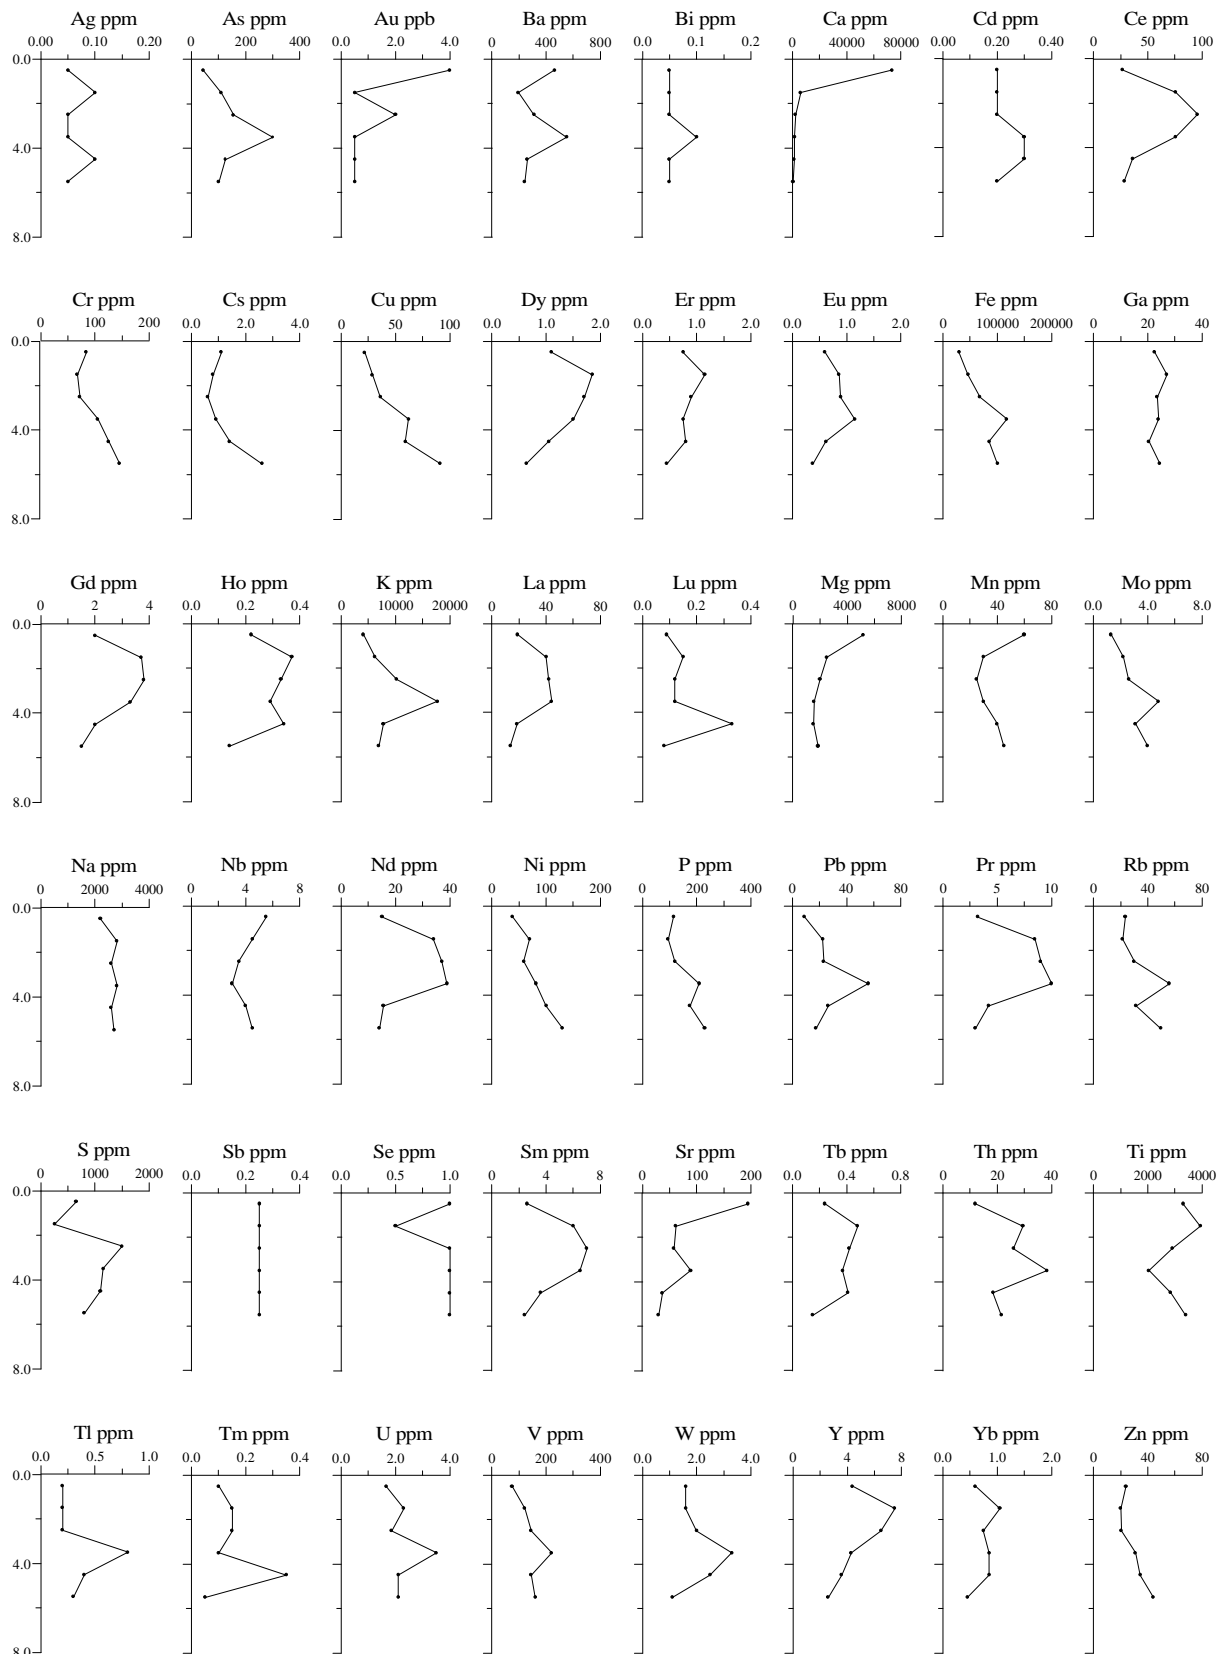 Ag ppm As ppm Au ppb Ba ppm Bi ppm Ca ppm Cd ppm Ce ppm
0.00 0.10 0.20 0 200 400 0.0 2.0 4.0 0 400 800 0.0 0.1 0.2 0 40000 80000 0.00 0.20 0.40 0 50 100
0.0
4.0
8.0
Cr ppm Cs ppm Cu ppm Dy ppm Er ppm Eu ppm Fe ppm Ga ppm
0 100 200 0.0 2.0 4.0 0 50 100 0.0 1.0 2.0 0.0 1.0 2.0 0.0 1.0 2.0 0 100000 200000 0 20 40
0.0
4.0
8.0
Gd ppm Ho ppm K ppm La ppm Lu ppm Mg ppm Mn ppm Mo ppm
0 2 4 0.0 0.2 0.4 0 10000 20000 0 40 80 0.0 0.2 0.4 0 4000 8000 0 40 80 0.0 4.0 8.0
0.0
4.0
8.0
Na ppm Nb ppm Nd ppm Ni ppm P ppm Pb ppm Pr ppm Rb ppm
0 2000 4000 0 4 8 0 20 40 0 100 200 0 200 400 0 40 80 0 5 10 0 40 80
0.0
4.0
8.0
S ppm Sb ppm Se ppm Sm ppm Sr ppm Tb ppm Th ppm Ti ppm
0 1000 2000 0.0 0.2 0.4 0.0 0.5 1.0 0 4 8 0 100 200 0.0 0.4 0.8 0 20 40 0 2000 4000
0.0
4.0
8.0
Tl ppm Tm ppm U ppm V ppm W ppm Y ppm Yb ppm Zn ppm
0.0 0.5 1.0 0.0 0.2 0.4 0.0 2.0 4.0 0 200 400 0.0 2.0 4.0 0 4 8 0.0 1.0 2.0 0 40 80
0.0
4.0
8.0